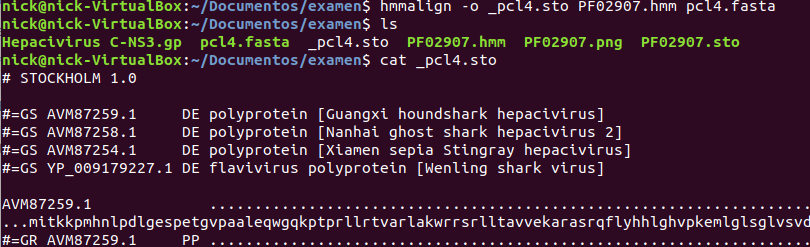 nick@nick-VirtualBox:~/Documentos/examen$ hmmalign -o _pcl4.sto PF02907.hmm pcl4.fasta
nick@nick-VirtualBox:~/Documentos/examen$ ls
Hepacivirus C-NS3.gp  pcl4.fasta  _pcl4.sto  PF02907.hmm  PF02907.png  PF02907.sto
nick@nick-VirtualBox:~/Documentos/examen$ cat _pcl4.sto
# STOCKHOLM 1.0
#=GS AVM87259.1     DE polyprotein [Guangxi houndshark hepacivirus]
#=GS AVM87258.1     DE polyprotein [Nanhai ghost shark hepacivirus 2]
#=GS AVM87254.1     DE polyprotein [Xiamen sepia Stingray hepacivirus]
#=GS YP_009179227.1 DE flavivirus polyprotein [Wenling shark virus]
AVM87259.1             ....................................................................
...mitkkpmhnlpdlgespetgvpaaleqwgqkptprllrtvarlakwrrsrlltavvekarasrqflyhhlghvpkemlglsglvsvd
#=GR AVM87259.1     PP ....................................................................